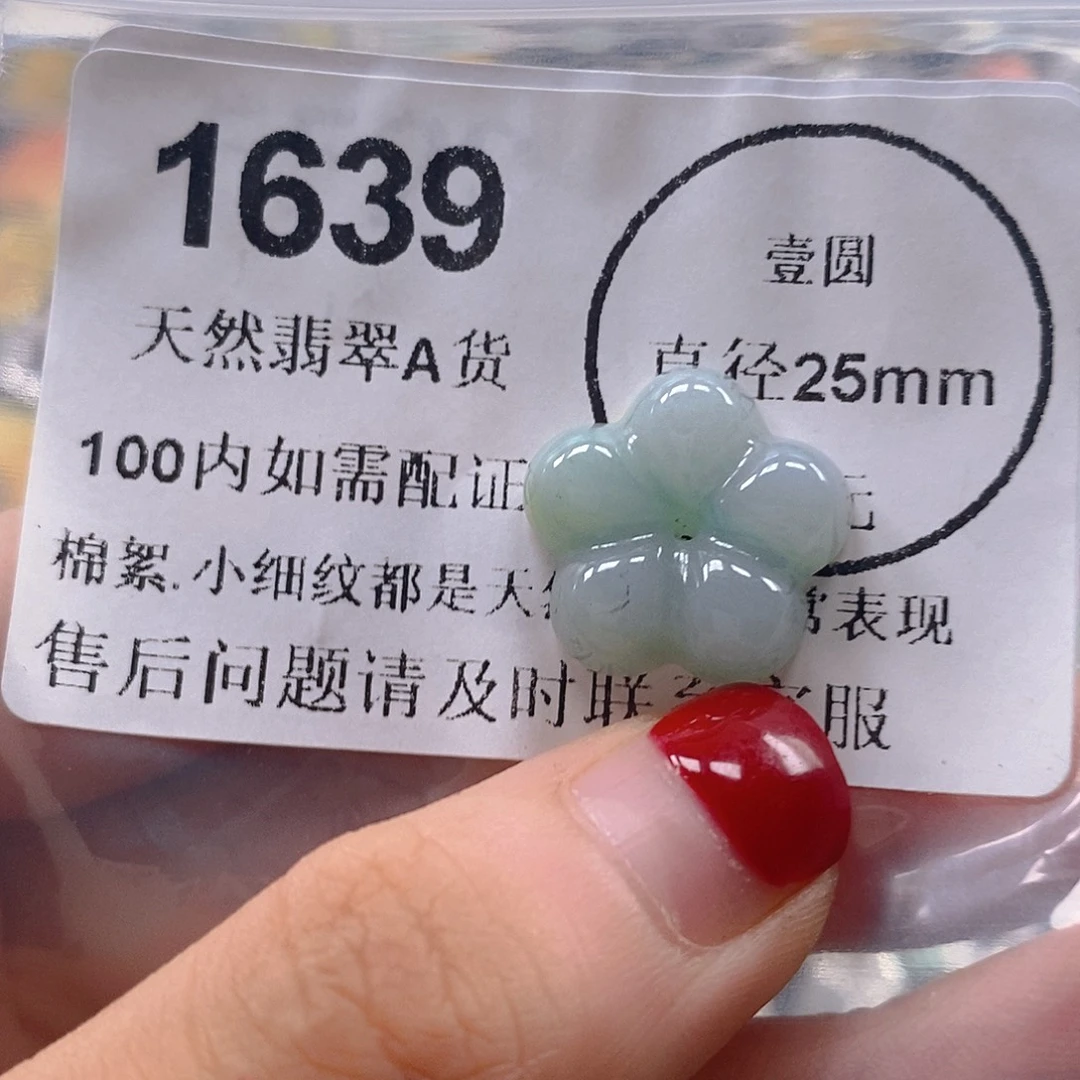 1639
壹圆
直径25mm
天然翡翠A货
100内如需配证
元
棉絮.小细纹都是天
表现
售后问题请及时联
服